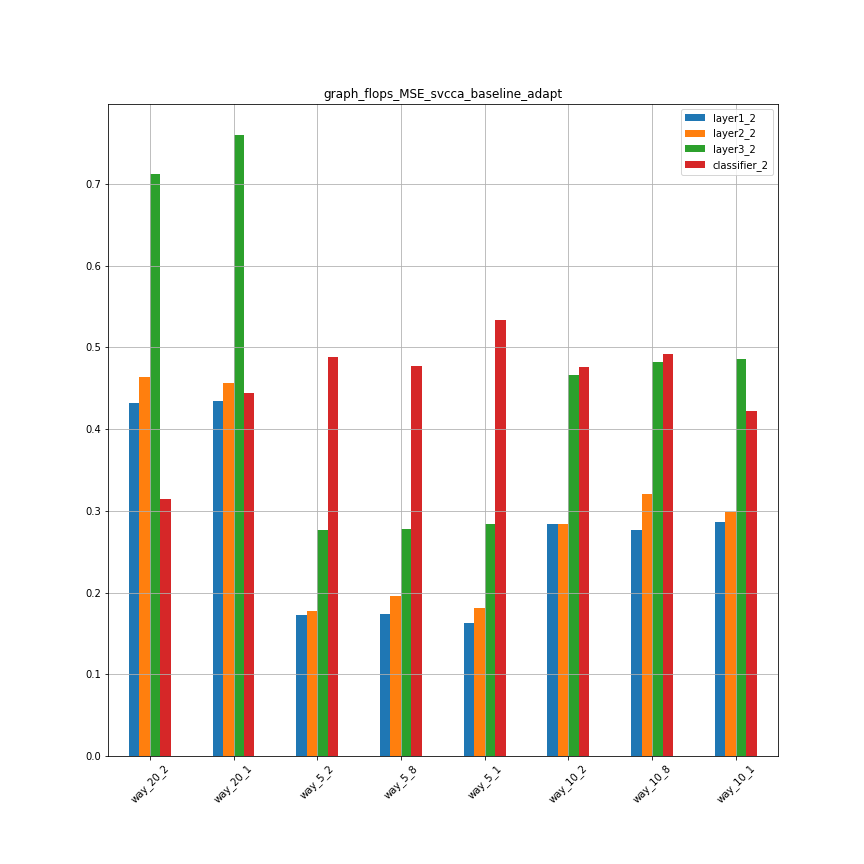 graph_flops_MSE_svcca_baseline_adapt
layer1_2
layer2_2
layer3_2
classifier_2
0.7
0.6
0.5
0.4
0.3
0.2
0.1
0.0
way_20_2
way_20_1
way_5_2
way_5_8
way_5_1
way_10_2
way_10_8
way_10_1